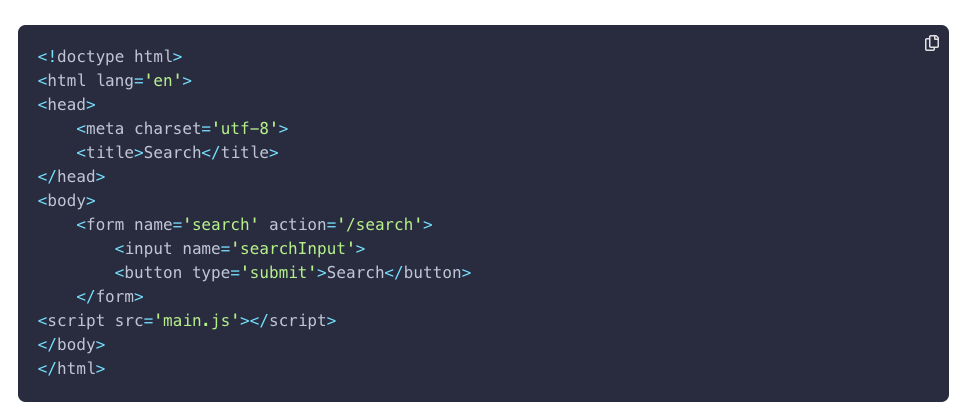 <!doctype html>
<html lang='en'>
<head>
    <meta charset='utf-8'>
    <title>Search</title>
</head>
<body>
    <form name='search' action='/search'>
        <input name='searchInput'>
        <button type='submit'>Search</button>
    </form>
<script src='main.js'></script>
</body>
</html>